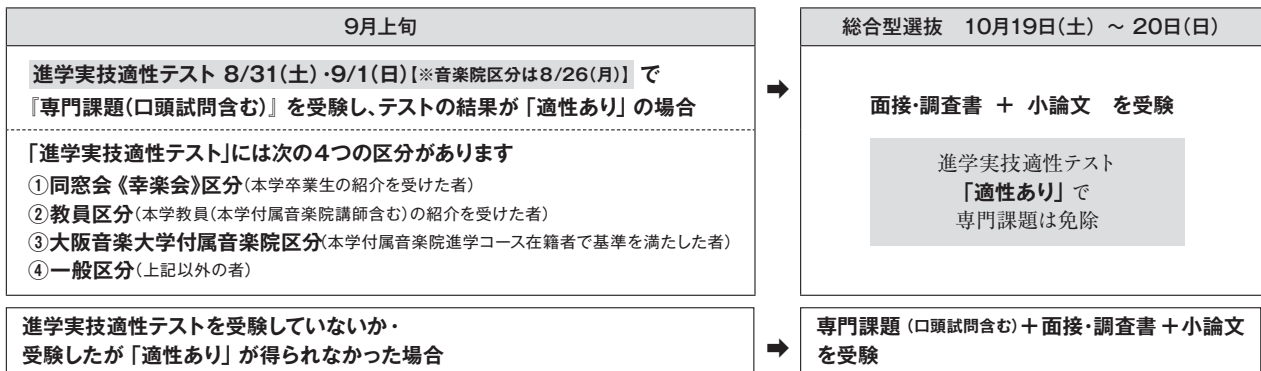 9月上旬
進学実技適性テスト 8/31(土)・9/1(日)【※音楽院区分は8/26(月)】 で
『専門課題(口頭試問含む)』を受験し、テストの結果が「適性あり」の場合
「進学実技適性テスト」には次の4つの区分があります
①同窓会《幸楽会》区分(本学卒業生の紹介を受けた者)
②教員区分(本学教員(本学付属音楽院講師含む)の紹介を受けた者)
③大阪音楽大学付属音楽院区分(本学付属音楽院進学コース在籍者で基準を満たした者)
④一般区分(上記以外の者)
➡
総合型選抜 10月19日(土) ~ 20日(日)
面接・調査書 + 小論文 を受験
進学実技適性テスト
「適性あり」で
専門課題は免除
進学実技適性テストを受験していないか・
受験したが「適性あり」が得られなかった場合
➡
専門課題(口頭試問含む)+面接・調査書+小論文
を受験